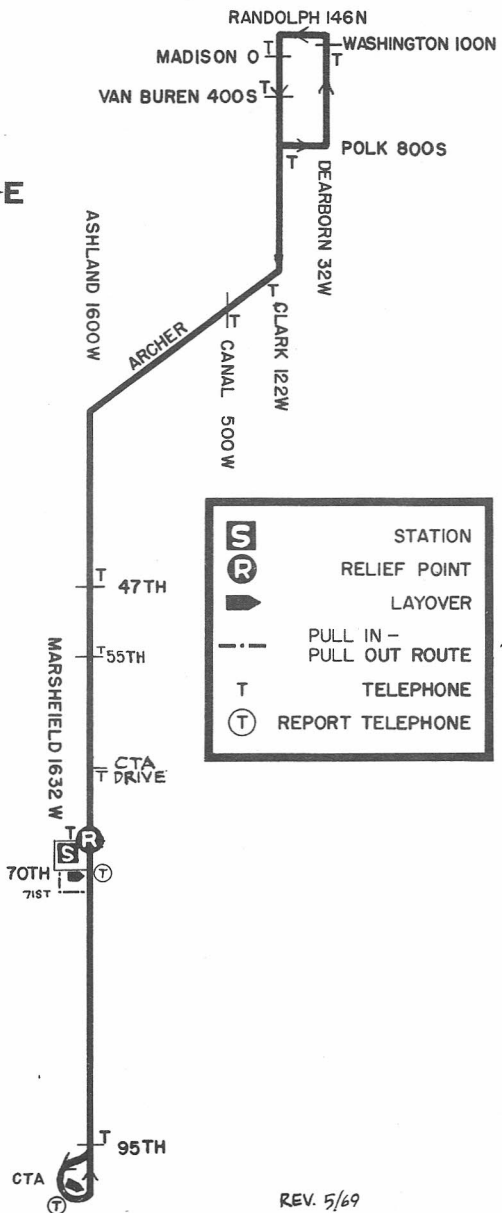 RANDOLPH 146N
T
WASHINGTON 100N
MADISON 0
T
T
VAN BUREN 400S
T
POLK 800S
DEARBORN 32W
E
ASHLAND 1600W
T
CLARK 122W
ARCHER
T
CANAL 500W
S STATION
R RELIEF POINT
LAYOVER
PULL IN -
PULL OUT ROUTE
T TELEPHONE
T REPORT TELEPHONE
T
47TH
T
55TH
MARSHFIELD 1632 W
CTA
T DRIVE
T
R
S
70TH
T
71ST
T
95TH
CTA
T
REV. 5/69